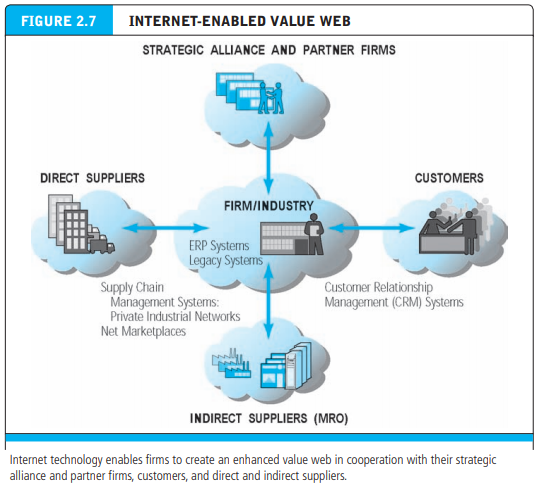 FIGURE 2.7 INTERNET-ENABLED VALUE WEB
STRATEGIC ALLIANCE AND PARTNER FIRMS
DIRECT SUPPLIERS
CUSTOMERS
FIRM/INDUSTRY
ERP Systems
Legacy Systems
Supply Chain
Management Systems:
Private Industrial Networks
Net Marketplaces
Customer Relationship
Management (CRM) Systems
INDIRECT SUPPLIERS (MRO)
Internet technology enables firms to create an enhanced value web in cooperation with their strategic
alliance and partner firms, customers, and direct and indirect suppliers.